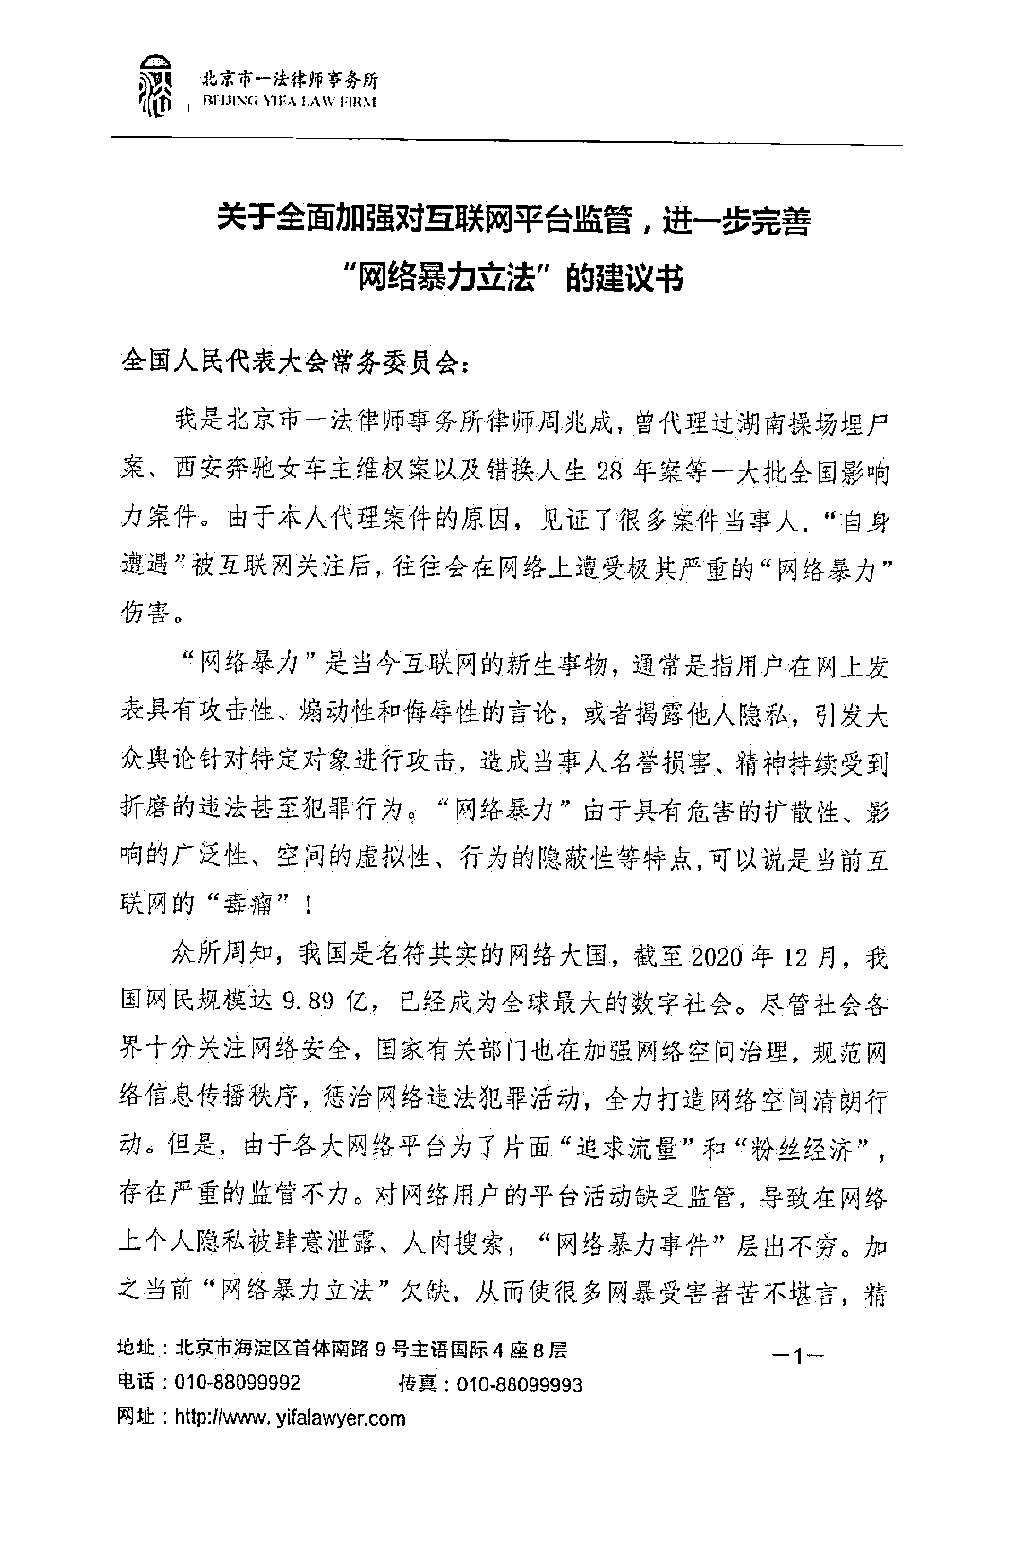 北京市一法律师事务所
BEIJING YIFA LAW FIRM
关于全面加强对互联网平台监管，进一步完善
“网络暴力立法”的建议书
全国人民代表大会常务委员会：
我是北京市一法律师事务所律师周兆成，曾代理过湖南操场埋尸
案、西安奔驰女车主维权案以及错换人生 28 年案等一大批全国影响
力案件。由于本人代理案件的原因，见证了很多案件当事人，“自身
遭遇”被互联网关注后，往往会在网络上遭受极其严重的“网络暴力”
伤害。
“网络暴力”是当今互联网的新生事物，通常是指用户在网上发
表具有攻击性、煽动性和侮辱性的言论，或者揭露他人隐私，引发大
众舆论针对特定对象进行攻击，造成当事人名誉损害、精神持续受到
折磨的违法甚至犯罪行为。“网络暴力”由于具有危害的扩散性、影
响的广泛性、空间的虚拟性、行为的隐蔽性等特点，可以说是当前互
联网的“毒瘤”！
众所周知，我国是名符其实的网络大国，截至 2020 年 12 月，我
国网民规模达 9.89 亿，已经成为全球最大的数字社会。尽管社会各
界十分关注网络安全，国家有关部门也在加强网络空间治理，规范网
络信息传播秩序，惩治网络违法犯罪活动，全力打造网络空间清朗行
动。但是，由于各大网络平台为了片面“追求流量”和“粉丝经济”，
存在严重的监管不力。对网络用户的平台活动缺乏监管，导致在网络
上个人隐私被肆意泄露、人肉搜索，“网络暴力事件”层出不穷。加
之当前“网络暴力立法”欠缺，从而使很多网暴受害者苦不堪言，精
地址：北京市海淀区首体南路 9 号主语国际 4 座 8 层
—1—
电话：010-88099992 传真：010-88099993
网址：http://www.yifalawyer.com